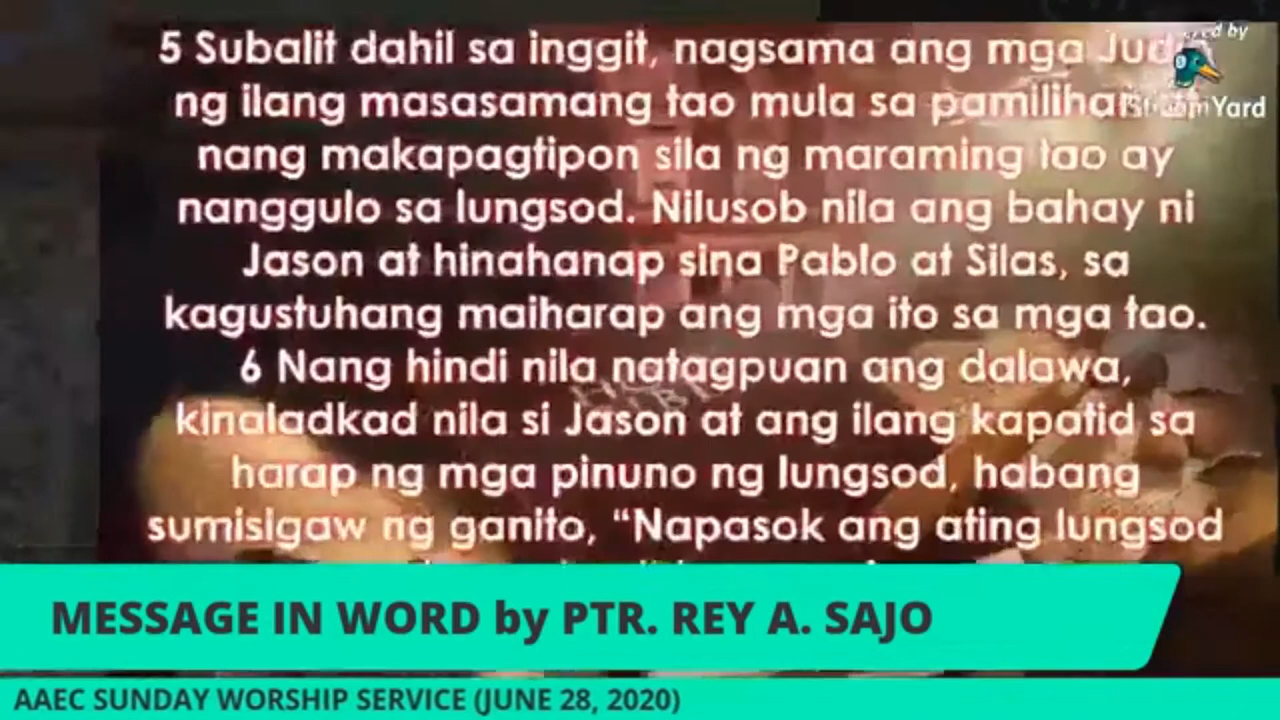 5 Subalit dahil sa inggit, nagsama ang mga
ng ilang masasamang tao mula sa
nang makapagtipon sila ng maraming tao ay
nanggulo sa lungsod. Nilusob nila ang bahay ni
Jason at hinahanap sina Pablo at Silas, sa
kagustuhang maiharap ang mga ito sa mga tao.
6 Nang hindi nila natagpuan ang dalawa,
kinaladkad nila si Jason at ang ilang kapatid sa
harap ng mga pinuno ng lungsod, habang
sumisigaw ng ganito, “Napasok ang ating lungsod
by
StreamYard
MESSAGE IN WORD by PTR. REY A. SAJO
AAEC SUNDAY WORSHIP SERVICE (JUNE 28, 2020)